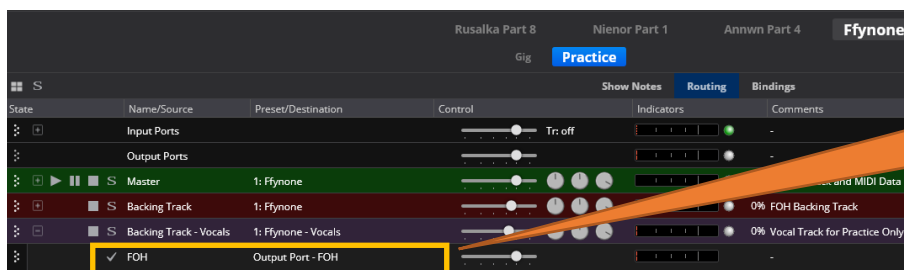 Rusalka Part 8 Nienor Part 1 Annwn Part 4 Ffynone
Gig Practice
S Show Notes Routing Bindings
State Name/Source Preset/Destination Control Indicators Comments
Input Ports Tr: off -
Output Ports -
S Master 1: Ffynone and MIDI Data
S Backing Track 1: Ffynone 0% FOH Backing Track
S Backing Track - Vocals 1: Ffynone - Vocals 0% Vocal Track for Practice Only
FOH Output Port - FOH -